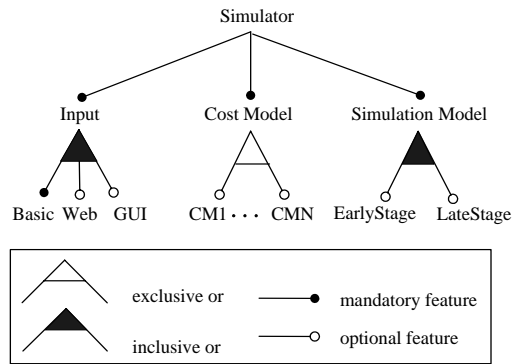 Simulator
Input Cost Model Simulation Model
Basic Web GUI CM1 · · · CMN EarlyStage LateStage
exclusive or mandatory feature
inclusive or optional feature